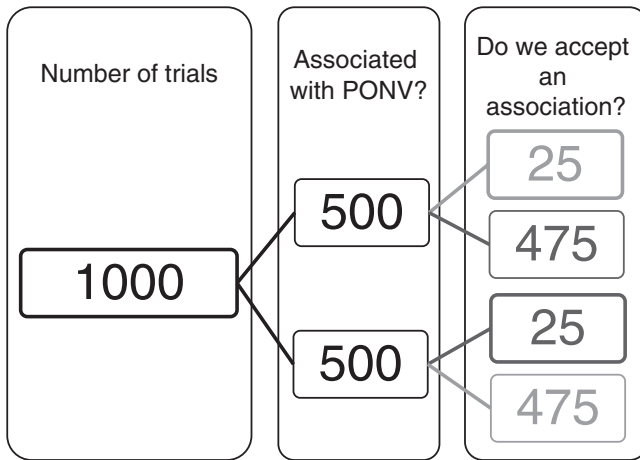 Number of trials
Associated
with PONV?
Do we accept
an
association?
1000
500
500
25
475
25
475